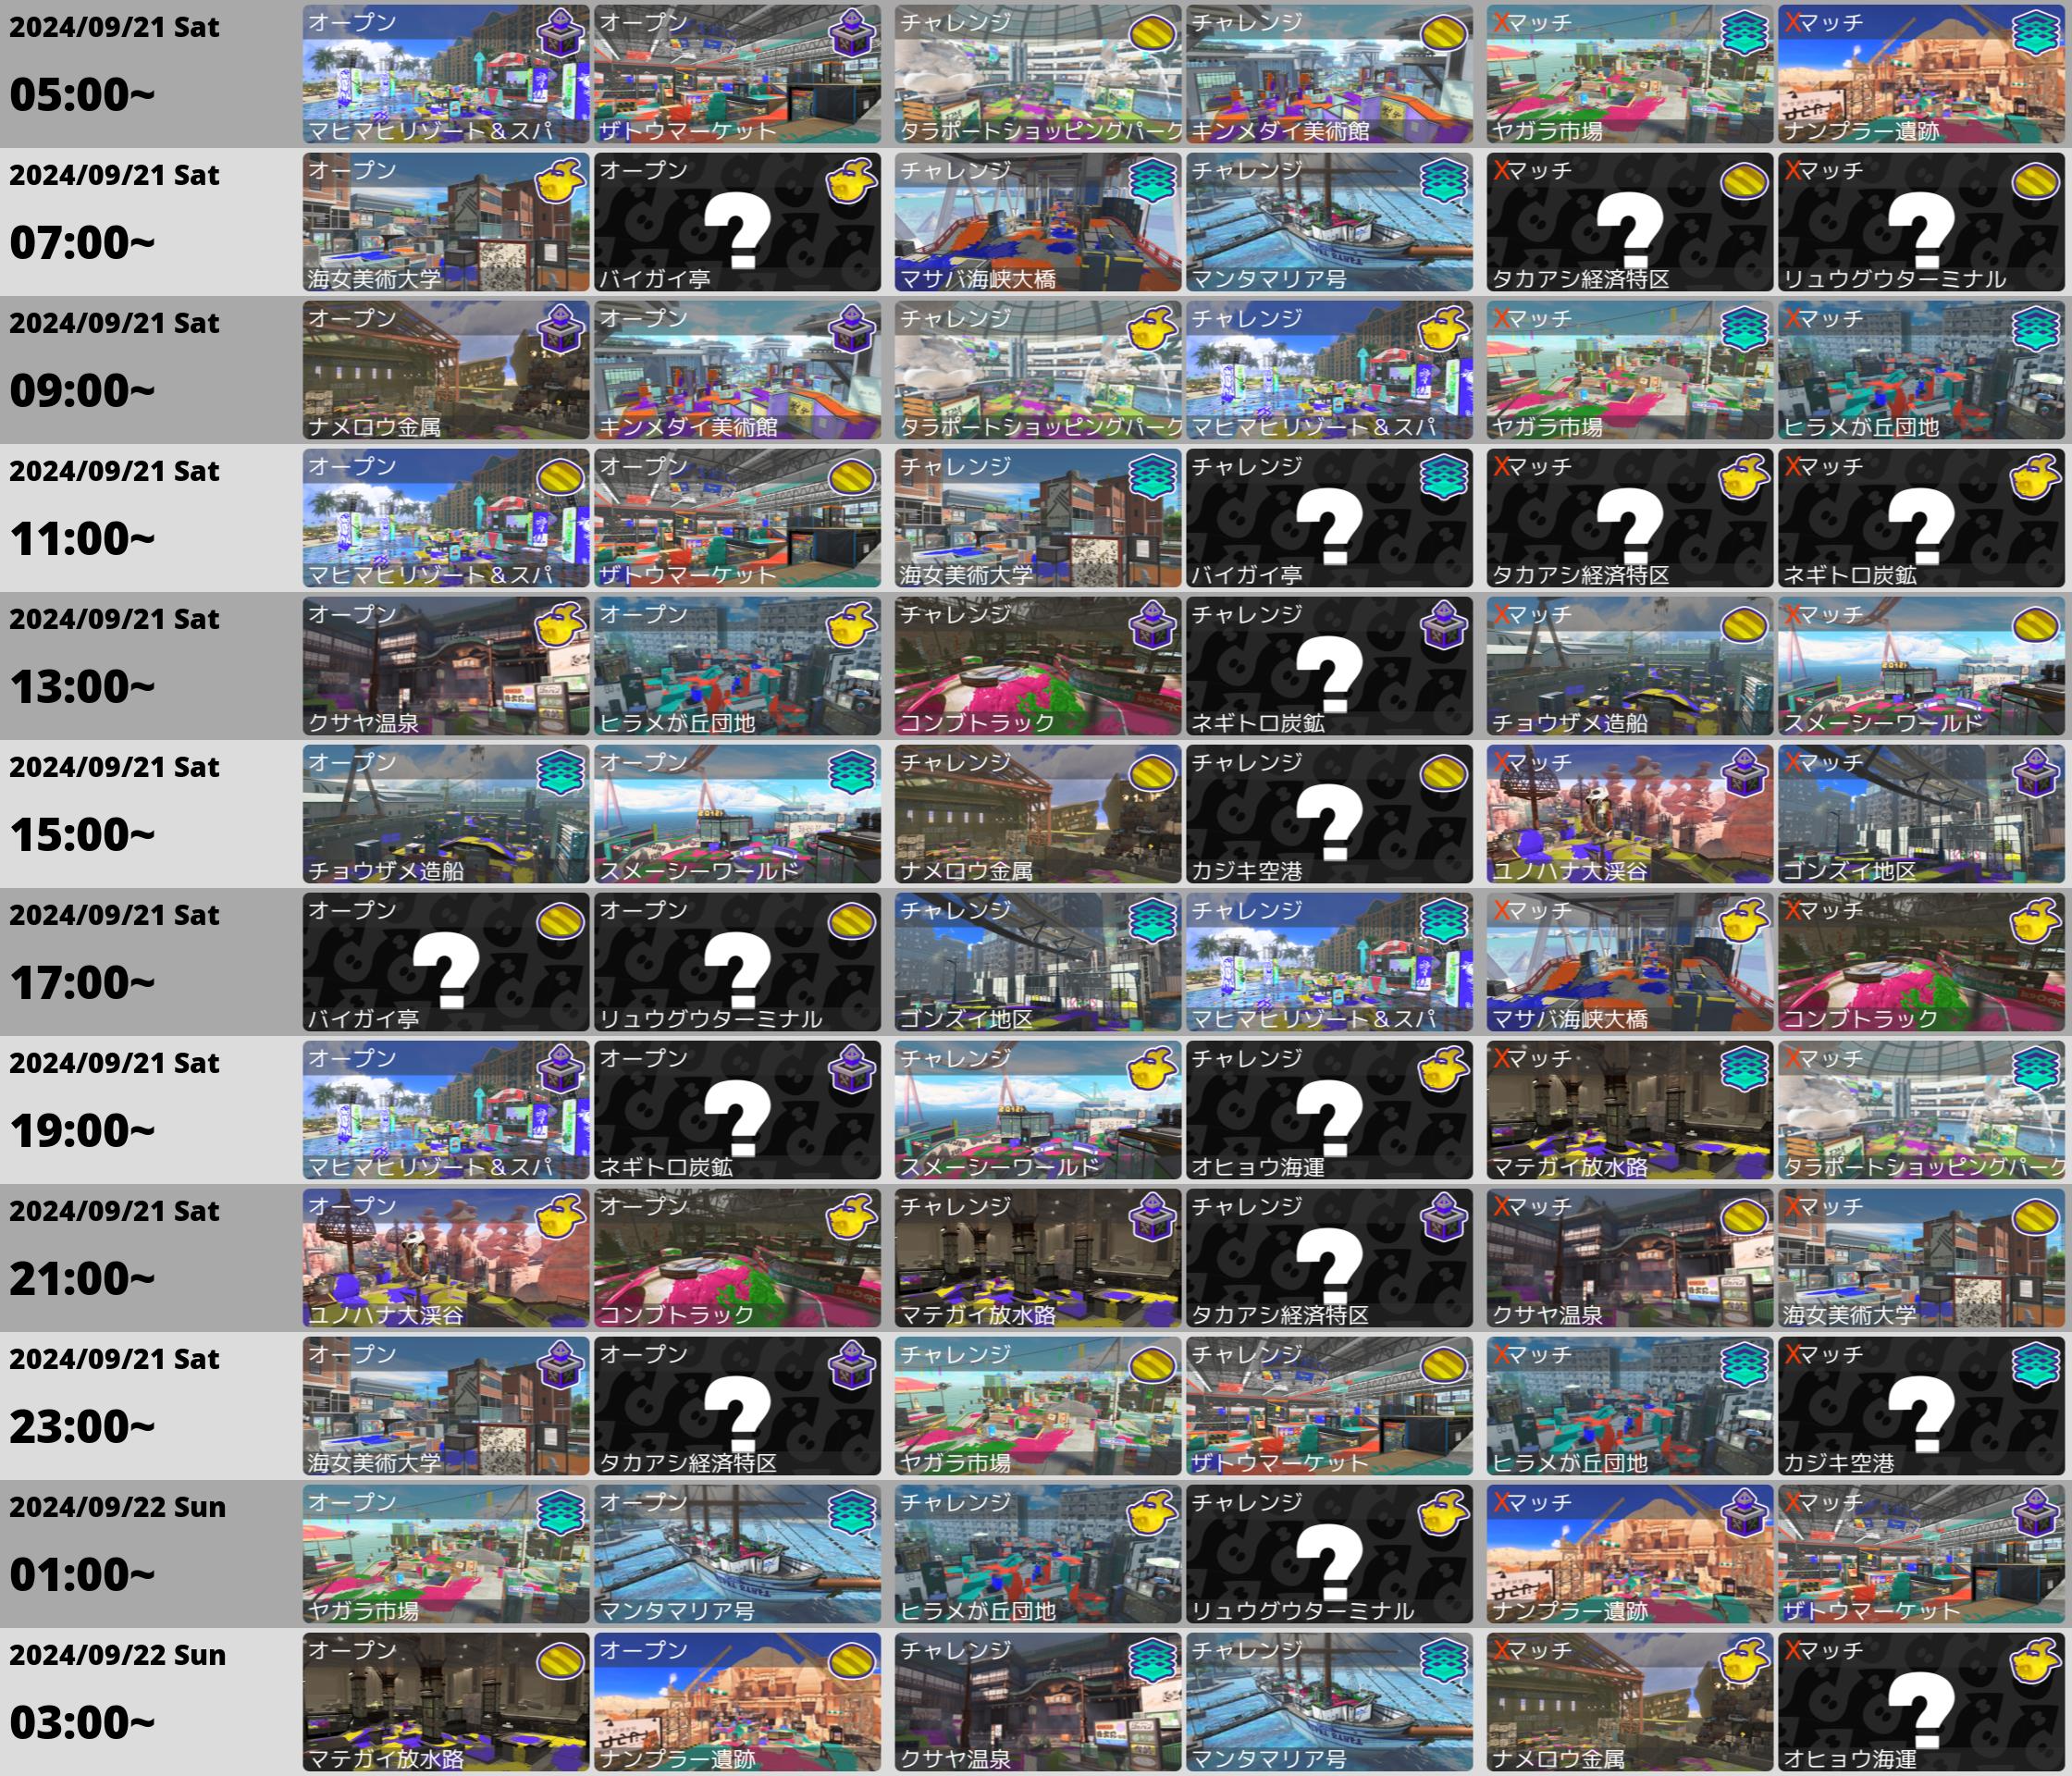 2024/09/21 Sat
05:00~
オープン オープン チャレンジ チャレンジ Xマッチ Xマッチ
マヒマヒリゾート＆スパ ザトウマーケット タラポートショッピングパーク キンメダイ美術館 ヤガラ市場 ナンプラー遺跡
2024/09/21 Sat
07:00~
オープン オープン チャレンジ チャレンジ Xマッチ Xマッチ
海女美術大学 バイガイ亭 マサバ海峡大橋 マンタマリア号 タカアシ経済特区 リュウグウターミナル
2024/09/21 Sat
09:00~
オープン オープン チャレンジ チャレンジ Xマッチ Xマッチ
ナメロウ金属 キンメダイ美術館 タラポートショッピングパーク マヒマヒリゾート＆スパ ヤガラ市場 ヒラメが丘団地
2024/09/21 Sat
11:00~
オープン オープン チャレンジ チャレンジ Xマッチ Xマッチ
マヒマヒリゾート＆スパ ザトウマーケット 海女美術大学 バイガイ亭 タカアシ経済特区 ネギトロ炭鉱
2024/09/21 Sat
13:00~
オープン オープン チャレンジ チャレンジ Xマッチ Xマッチ
クサヤ温泉 ヒラメが丘団地 コンブトラック ネギトロ炭鉱 チョウザメ造船 スメーシーワールド
2024/09/21 Sat
15:00~
オープン オープン チャレンジ チャレンジ Xマッチ Xマッチ
チョウザメ造船 スメーシーワールド ナメロウ金属 カジキ空港 ユノハナ大渓谷 ゴンズイ地区
2024/09/21 Sat
17:00~
オープン オープン チャレンジ チャレンジ Xマッチ Xマッチ
バイガイ亭 リュウグウターミナル ゴンズイ地区 マヒマヒリゾート＆スパ マサバ海峡大橋 コンブトラック
2024/09/21 Sat
19:00~
オープン オープン チャレンジ チャレンジ Xマッチ Xマッチ
マヒマヒリゾート＆スパ ネギトロ炭鉱 スメーシーワールド オヒョウ海運 マテガイ放水路 タラポートショッピングパーク
2024/09/21 Sat
21:00~
オープン オープン チャレンジ チャレンジ Xマッチ Xマッチ
ユノハナ大渓谷 コンブトラック マテガイ放水路 タカアシ経済特区 クサヤ温泉 海女美術大学
2024/09/21 Sat
23:00~
オープン オープン チャレンジ チャレンジ Xマッチ Xマッチ
海女美術大学 タカアシ経済特区 ヤガラ市場 ザトウマーケット ヒラメが丘団地 カジキ空港
2024/09/22 Sun
01:00~
オープン オープン チャレンジ チャレンジ Xマッチ Xマッチ
ヤガラ市場 マンタマリア号 ヒラメが丘団地 リュウグウターミナル ナンプラー遺跡 ザトウマーケット
2024/09/22 Sun
03:00~
オープン オープン チャレンジ チャレンジ Xマッチ Xマッチ
マテガイ放水路 ナンプラー遺跡 クサヤ温泉 マンタマリア号 ナメロウ金属 オヒョウ海運